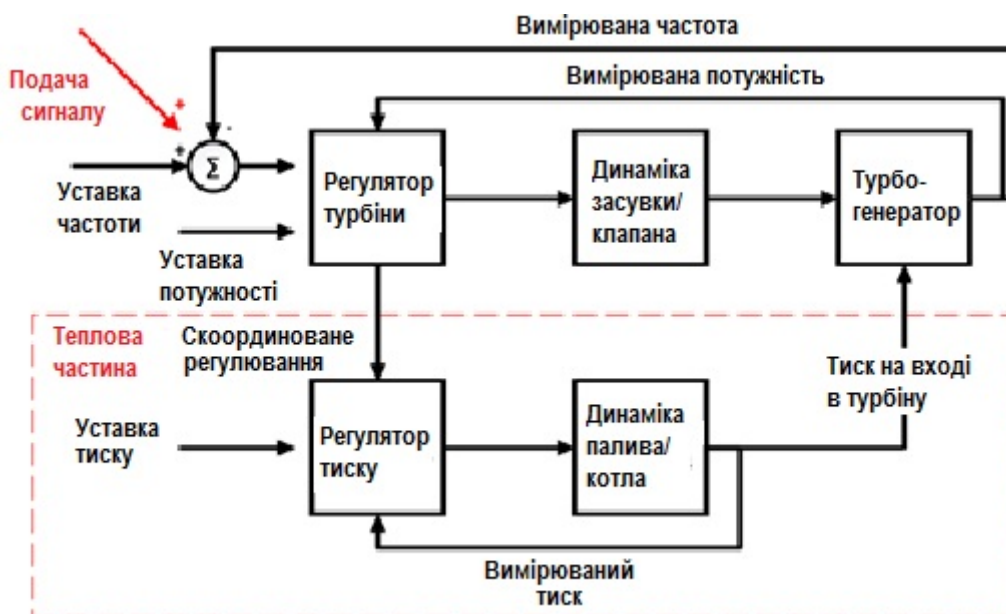 Вимірювана частота
Подача
сигналу
Вимірювана потужність
+
-
+
Σ
Уставка
частоти
Уставка
потужності
Регулятор
турбіни
Динаміка
засувки/
клапана
Турбо-
генератор
Теплова
частина
Скоординоване
регулювання
Тиск на вході
в турбіну
Уставка
тиску
Регулятор
тиску
Динаміка
палива/
котла
Вимірюваний
тиск